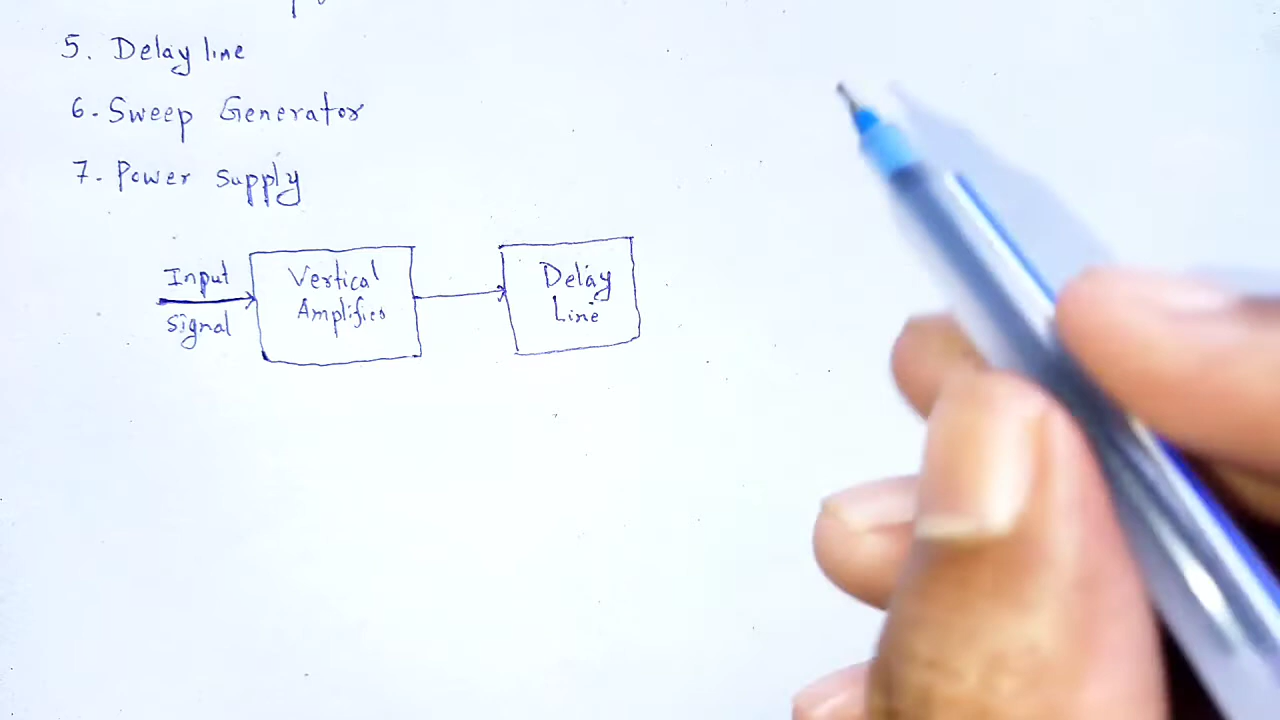 5. Delay line
6. Sweep Generator
7. Power Supply
Input
Signal
Vertical
Amplifier
Delay
Line